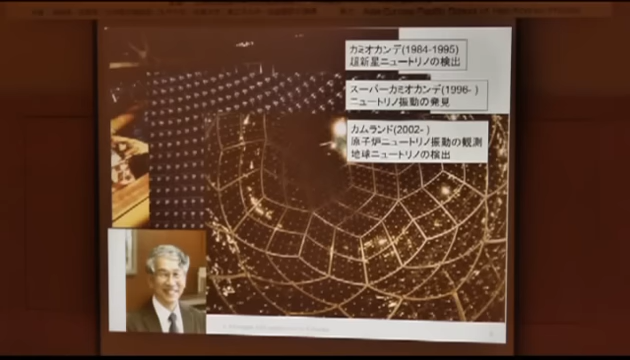 カミオカンデ(1984-1995)
超新星ニュートリノの検出
スーパーカミオカンデ(1996- )
ニュートリノ振動の発見
カムランド(2002- )
原子炉ニュートリノ振動の観測
地球ニュートリノの検出